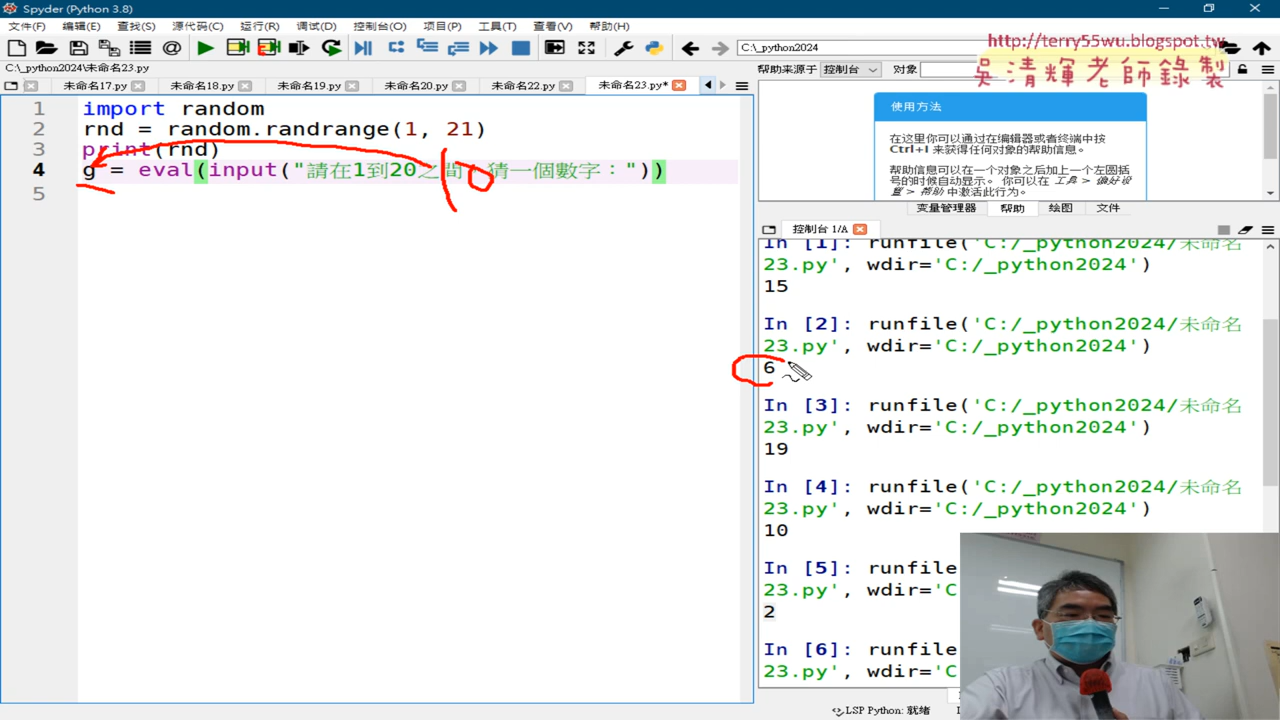 Spyder (Python 3.8)
文件(F) 编辑(E) 查找(S) 源代码(C) 运行(R) 调试(D) 控制台(O) 项目(P) 工具(T) 查看(V) 帮助(H)
C:\_python2024
http://terry55wu.blogspot.tw
吳清輝老師錄製
C:\_python2024\未命名23.py
未命名17.py 未命名18.py 未命名19.py 未命名20.py 未命名22.py 未命名23.py*
1 import random
2 rnd = random.randrange(1, 21)
3 print(rnd)
4 g = eval(input("請在1到20之間，猜一個數字："))
5
10
帮助来源于 控制台 对象
使用方法
在这里你可以通过在编辑器或者终端中按
Ctrl+I 来获得任何对象的帮助信息。
帮助信息可以在一个对象之后加上一个左圆括
号的时候自动显示。 你可以在 工具 > 偏好设
置 > 帮助 中激活此行为。
变量管理器 帮助 绘图 文件
控制台 1/A
In [1]: runfile('C:/_python2024/未命名
23.py', wdir='C:/_python2024')
15
In [2]: runfile('C:/_python2024/未命名
23.py', wdir='C:/_python2024')
6
In [3]: runfile('C:/_python2024/未命名
23.py', wdir='C:/_python2024')
19
In [4]: runfile('C:/_python2024/未命名
23.py', wdir='C:/_python2024')
10
In [5]: runfile
23.py', wdir='C
2
In [6]: runfile
23.py', wdir='C
LSP Python: 就绪